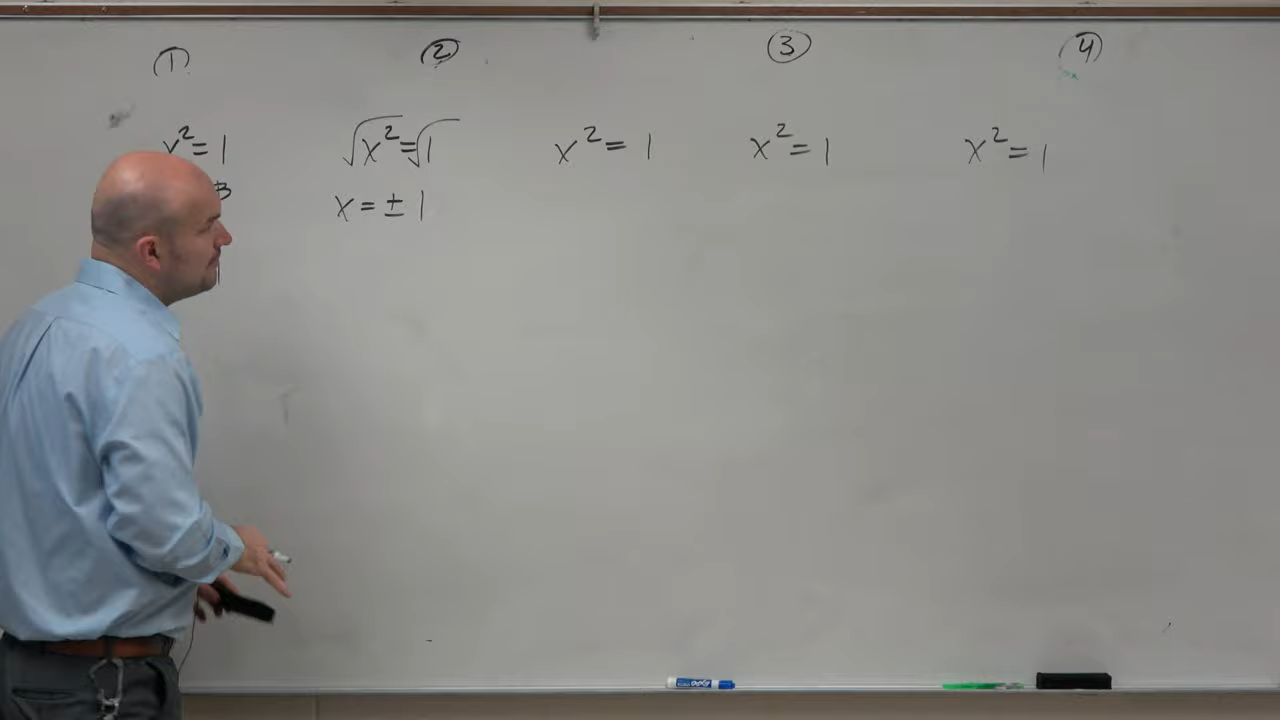 ① ② ③ ④
x² = 1 √x² = √1 x² = 1 x² = 1 x² = 1
x = ± 1